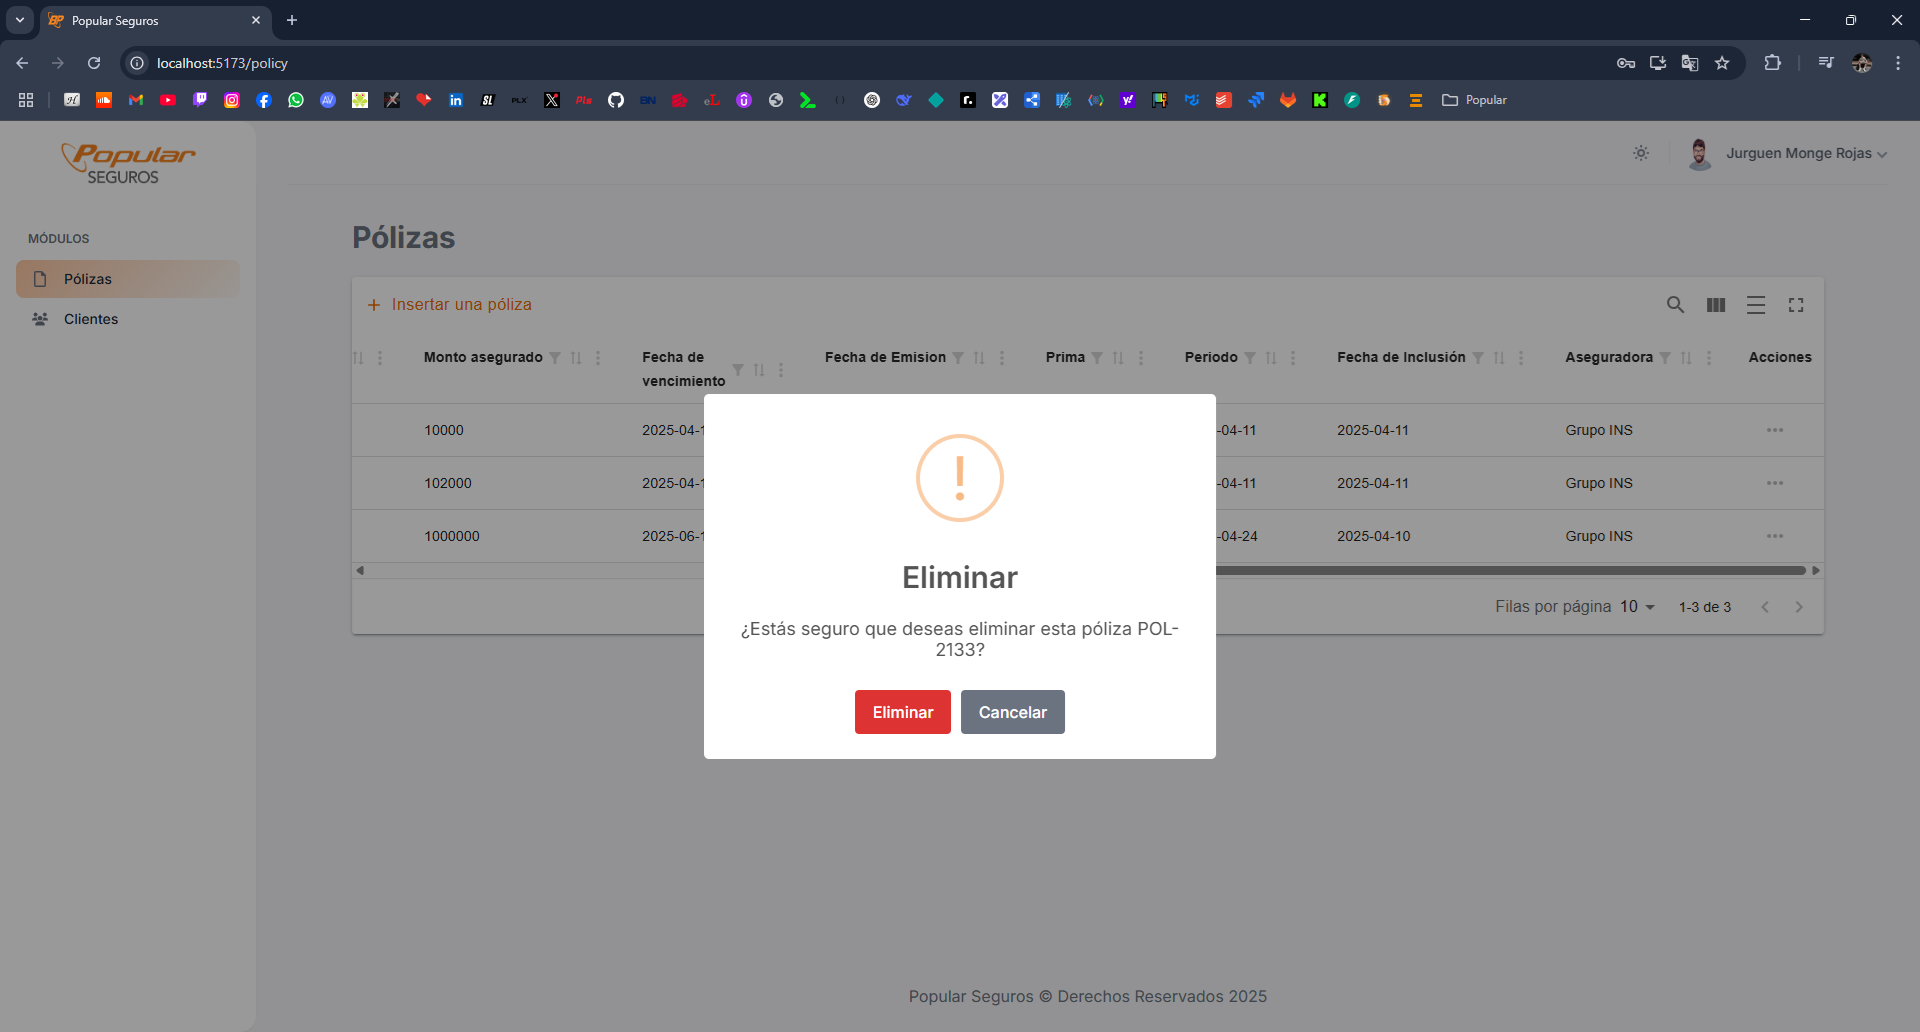 Popular Seguros
localhost:5173/policy
Popular
Popular
SEGUROS
Jurguen Monge Rojas
MÓDULOS
Pólizas
Clientes
Pólizas
Insertar una póliza
Monto asegurado
Fecha de
vencimiento
Fecha de Emision
Prima
Periodo
Fecha de Inclusión
Aseguradora
Acciones
10000
2025-04-1
-04-11
2025-04-11
Grupo INS
102000
2025-04-1
-04-11
2025-04-11
Grupo INS
1000000
2025-06-1
-04-24
2025-04-10
Grupo INS
Filas por página 10
1-3 de 3
Eliminar
¿Estás seguro que deseas eliminar esta póliza POL-
2133?
Eliminar
Cancelar
Popular Seguros © Derechos Reservados 2025